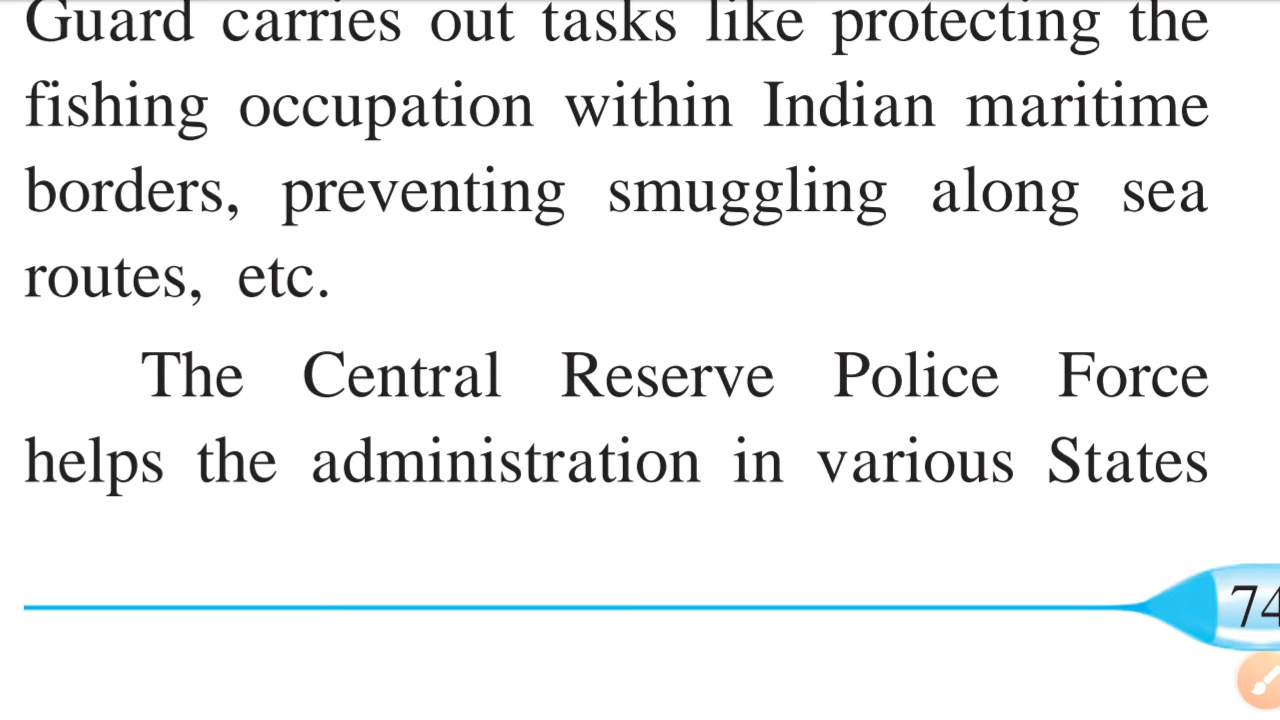 Guard carries out tasks like protecting the
fishing occupation within Indian maritime
borders, preventing smuggling along sea
routes, etc.
The Central Reserve Police Force
helps the administration in various States
74